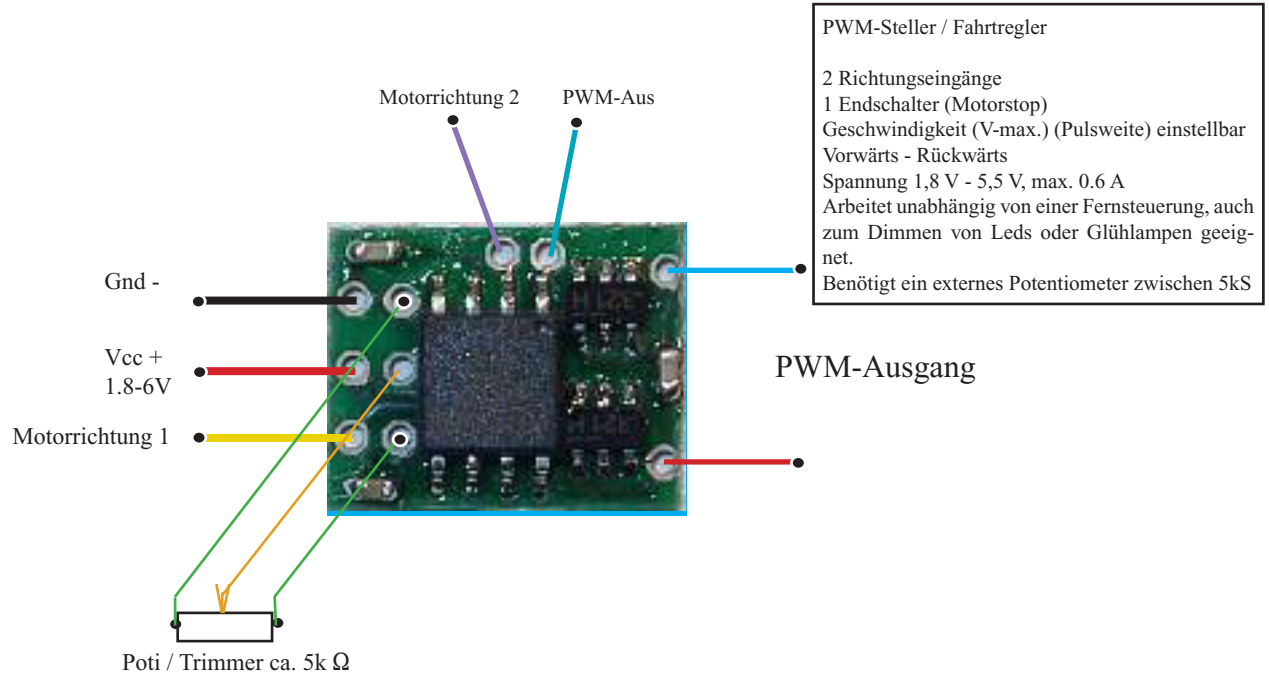 PWM-Steller / Fahrtregler
2 Richtungseingänge
1 Endschalter (Motorstop)
Geschwindigkeit (V-max.) (Pulsweite) einstellbar
Vorwärts - Rückwärts
Spannung 1,8 V - 5,5 V, max. 0.6 A
Arbeitet unabhängig von einer Fernsteuerung, auch
zum Dimmen von Leds oder Glühlampen geeig-
net.
Benötigt ein externes Potentiometer zwischen 5kS
Motorrichtung 2
PWM-Aus
Gnd -
Vcc +
1.8-6V
Motorrichtung 1
PWM-Ausgang
Poti / Trimmer ca. 5k Ω